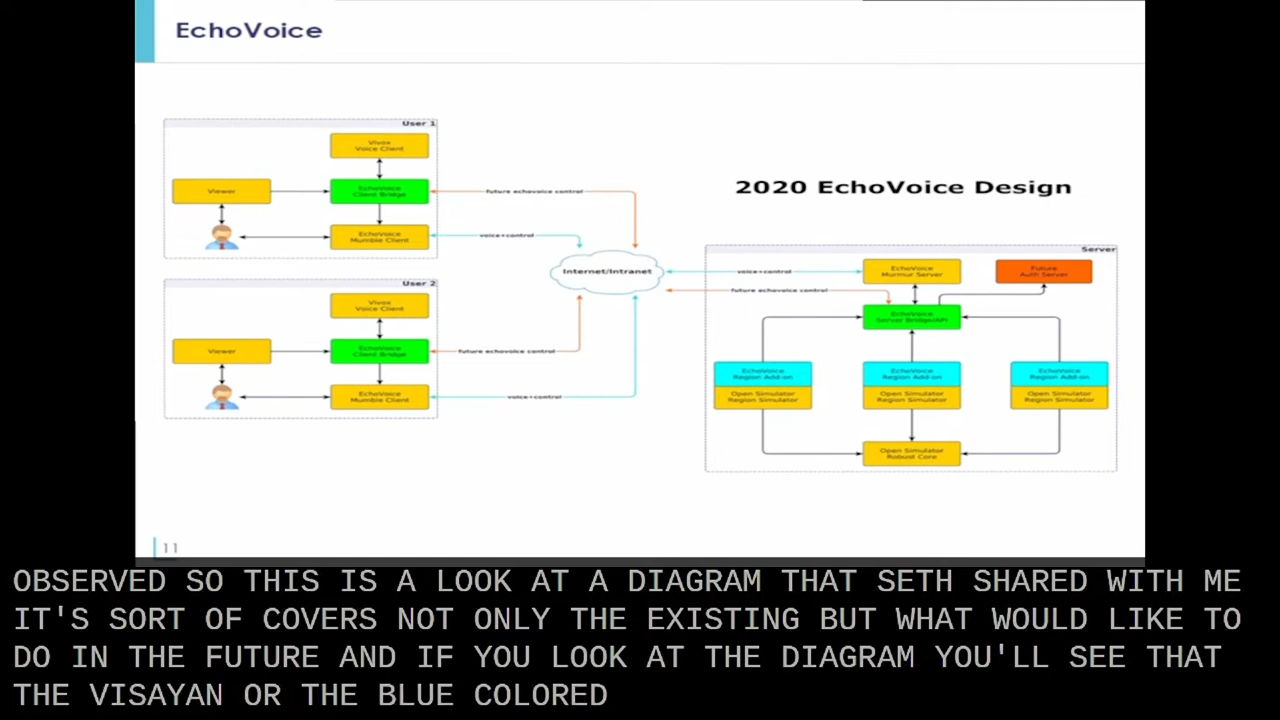 EchoVoice
User 1
Vivox
Voice Client
Viewer
EchoVoice
Client Bridge
future echovoice control
EchoVoice
Mumble Client
voice+control
2020 EchoVoice Design
User 2
Vivox
Voice Client
Viewer
EchoVoice
Client Bridge
future echovoice control
EchoVoice
Mumble Client
voice+control
Internet/Intranet
Server
voice+control
EchoVoice
Murmur Server
Future
Auth Server
future echovoice control
EchoVoice
Server Bridge/API
EchoVoice
Region Add-on
Open Simulator
Region Simulator
EchoVoice
Region Add-on
Open Simulator
Region Simulator
EchoVoice
Region Add-on
Open Simulator
Region Simulator
Open Simulator
Robust Core
11
OBSERVED SO THIS IS A LOOK AT A DIAGRAM THAT SETH SHARED WITH ME
IT'S SORT OF COVERS NOT ONLY THE EXISTING BUT WHAT WOULD LIKE TO
DO IN THE FUTURE AND IF YOU LOOK AT THE DIAGRAM YOU'LL SEE THAT
THE VISAYAN OR THE BLUE COLORED